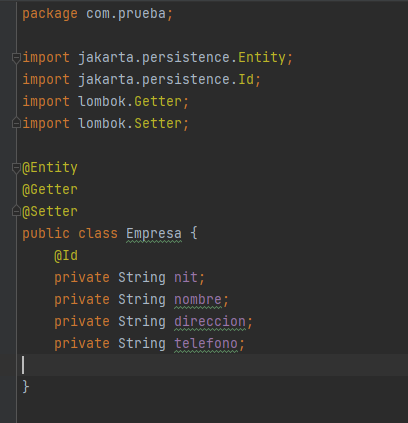 package com.prueba;
import jakarta.persistence.Entity;
import jakarta.persistence.Id;
import lombok.Getter;
import lombok.Setter;
@Entity
@Getter
@Setter
public class Empresa {
@Id
private String nit;
private String nombre;
private String direccion;
private String telefono;
}